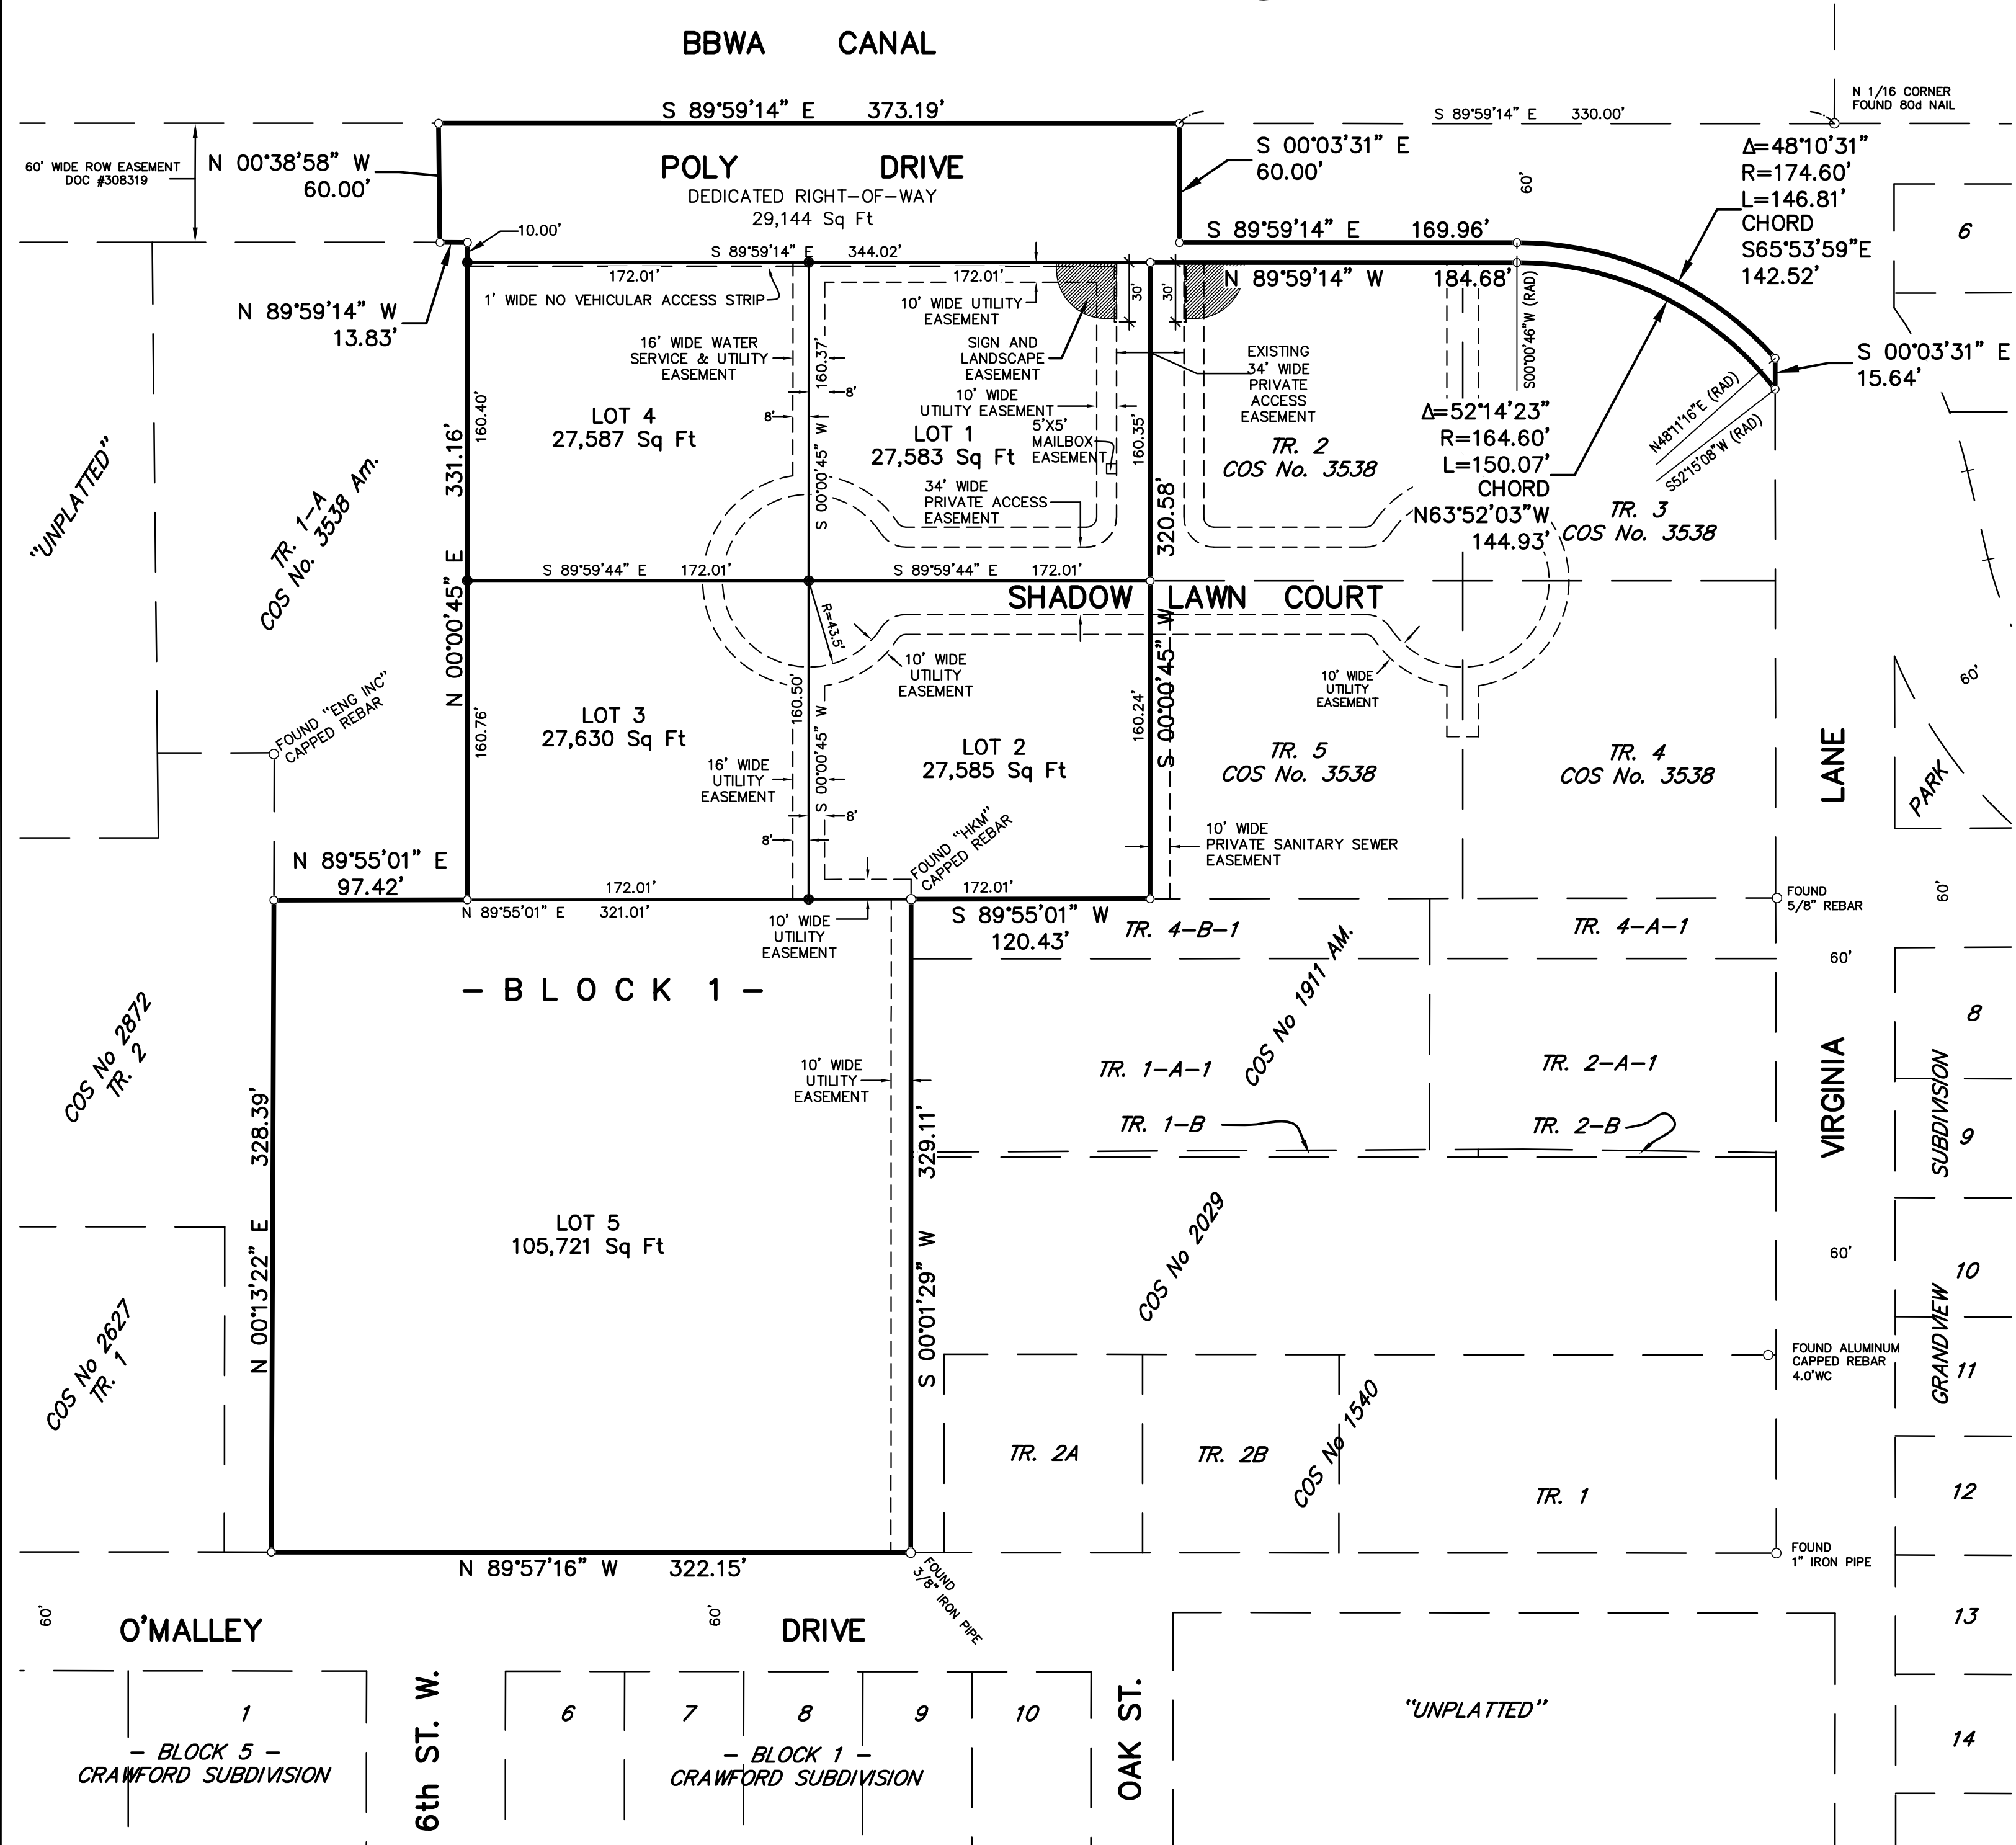 BBWA CANAL
N 1/16 CORNER
FOUND 80d NAIL
S 89°59'14" E 373.19'
S 89°59'14" E 330.00'
60' WIDE ROW EASEMENT
DOC #308319
N 00°38'58" W
60.00'
POLY DRIVE
DEDICATED RIGHT-OF-WAY
29,144 Sq Ft
S 00°03'31" E
60.00'
60'
Δ=48°10'31"
R=174.60'
L=146.81'
CHORD
S65°53'59"E
142.52'
6
10.00'
S 89°59'14" E 344.02'
S 89°59'14" E 169.96'
172.01'
172.01'
30'
30'
N 89°59'14" W 184.68'
1' WIDE NO VEHICULAR ACCESS STRIP
10' WIDE UTILITY
EASEMENT
N 89°59'14" W
13.83'
16' WIDE WATER
SERVICE & UTILITY
EASEMENT
160.37'
SIGN AND
LANDSCAPE
EASEMENT
EXISTING
34' WIDE
PRIVATE
ACCESS
EASEMENT
S00°00'46"W (RAD)
S 00°03'31" E
15.64'
N48°11'16"E (RAD)
S52°15'08"W (RAD)
8'
8'
10' WIDE
UTILITY EASEMENT
5'X5'
MAILBOX
EASEMENT
160.40'
331.16'
N 00°00'45" E
LOT 4
27,587 Sq Ft
S 00°00'45" W
LOT 1
27,583 Sq Ft
160.35'
320.58'
S 00°00'45" W
TR. 2
COS No. 3538
Δ=52°14'23"
R=164.60'
L=150.07'
CHORD
N63°52'03"W
144.93'
TR. 3
COS No. 3538
34' WIDE
PRIVATE ACCESS
EASEMENT
"UNPLATTED"
TR. 1-A
COS No. 3538 Am.
S 89°59'44" E 172.01'
S 89°59'44" E 172.01'
SHADOW LAWN COURT
R=43.5'
10' WIDE
UTILITY
EASEMENT
10' WIDE
UTILITY
EASEMENT
60'
FOUND "ENG INC"
CAPPED REBAR
160.76'
LOT 3
27,630 Sq Ft
160.50'
S 00°00'45" W
160.24'
LOT 2
27,585 Sq Ft
TR. 5
COS No. 3538
TR. 4
COS No. 3538
PARK
16' WIDE
UTILITY
EASEMENT
8'
8'
FOUND "HKM"
CAPPED REBAR
10' WIDE
PRIVATE SANITARY SEWER
EASEMENT
N 89°55'01" E
97.42'
172.01'
172.01'
N 89°55'01" E 321.01'
S 89°55'01" W
120.43'
10' WIDE
UTILITY
EASEMENT
FOUND
5/8" REBAR
60'
TR. 4-B-1
TR. 4-A-1
60'
- BLOCK 1 -
COS No 1911 AM.
COS No 2872
TR. 2
VIRGINIA LANE
8
10' WIDE
UTILITY
EASEMENT
TR. 1-A-1
TR. 2-A-1
TR. 1-B
TR. 2-B
9
GRANDVIEW SUBDIVISION
N 00°13'22" E 328.39'
S 00°01'29" W 329.11'
LOT 5
105,721 Sq Ft
COS No 2029
60'
10
COS No 2627
TR. 1
FOUND ALUMINUM
CAPPED REBAR
4.0'WC
11
COS No 1540
TR. 2A
TR. 2B
TR. 1
12
N 89°57'16" W 322.15'
FOUND
3/8" IRON PIPE
FOUND
1" IRON PIPE
60'
60'
O'MALLEY DRIVE
13
6th ST. W.
OAK ST.
1
6
7
8
9
10
"UNPLATTED"
14
- BLOCK 5 -
CRAWFORD SUBDIVISION
- BLOCK 1 -
CRAWFORD SUBDIVISION